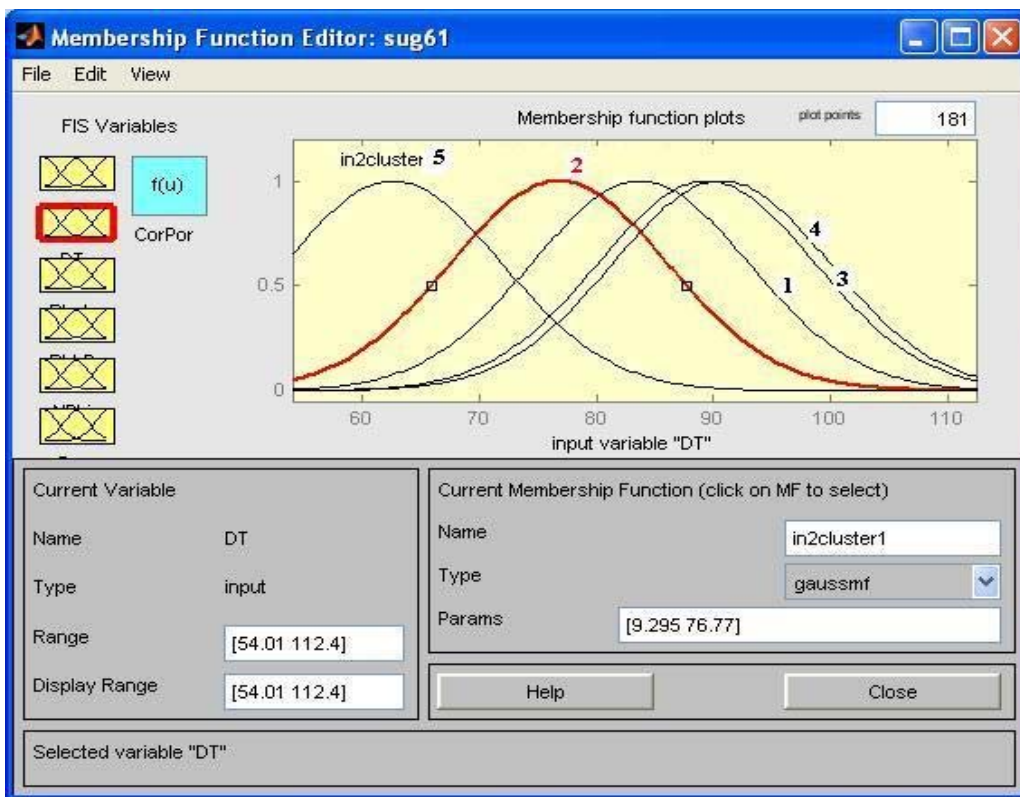 Membership Function Editor: sug61
File Edit View
FIS Variables
f(u)
CorPor
Membership function plots
plot points:
181
in2cluster 5
2
4
1
3
1
0.5
0
60 70 80 90 100 110
input variable "DT"
Current Variable
Name DT
Type input
Range [54.01 112.4]
Display Range [54.01 112.4]
Current Membership Function (click on MF to select)
Name in2cluster1
Type gaussmf
Params [9.295 76.77]
Help Close
Selected variable "DT"